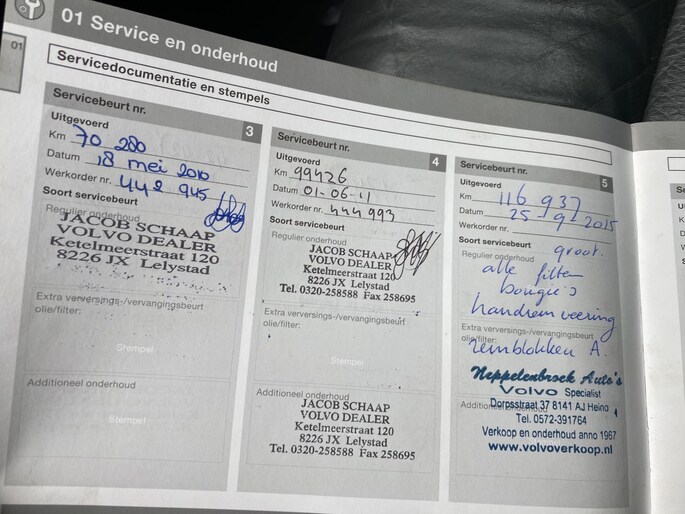 01 Service en onderhoud
01
Servicedocumentatie en stempels
Servicebeurt nr. 3
Uitgevoerd
Km 70 280
Datum 18 mei 2010
Werkorder nr. 442 945
Soort servicebeurt
Regulier onderhoud
JACOB SCHAAP
VOLVO DEALER
Ketelmeerstraat 120
8226 JX Lelystad
Extra verversings-/vervangingsbeurt
olie/filter:
Stempel
Additioneel onderhoud
Stempel
Servicebeurt nr. 4
Uitgevoerd
Km 99426
Datum 01-06-11
Werkorder nr. 444 993
Soort servicebeurt
Regulier onderhoud
JACOB SCHAAP
VOLVO DEALER
Ketelmeerstraat 120
8226 JX Lelystad
Tel. 0320-258588 Fax 258695
Extra verversings-/vervangingsbeurt
olie/filter:
Stempel
Additioneel onderhoud
JACOB SCHAAP
VOLVO DEALER
Ketelmeerstraat 120
8226 JX Lelystad
Tel. 0320-258588 Fax 258695
Servicebeurt nr. 5
Uitgevoerd
Km 116 937
Datum 25-9-2015
Werkorder nr.
Soort servicebeurt
groot.
Regulier onderhoud
alle filter
bougie's
handrem veering
Extra verversings-/vervangingsbeurt
olie/filter:
remblokken A.
Neppelenbroek Auto's
Volvo Specialist
Dorpsstraat 37 8141 AJ Heino
Tel. 0572-391764
Verkoop en onderhoud anno 1967
www.volvoverkoop.nl